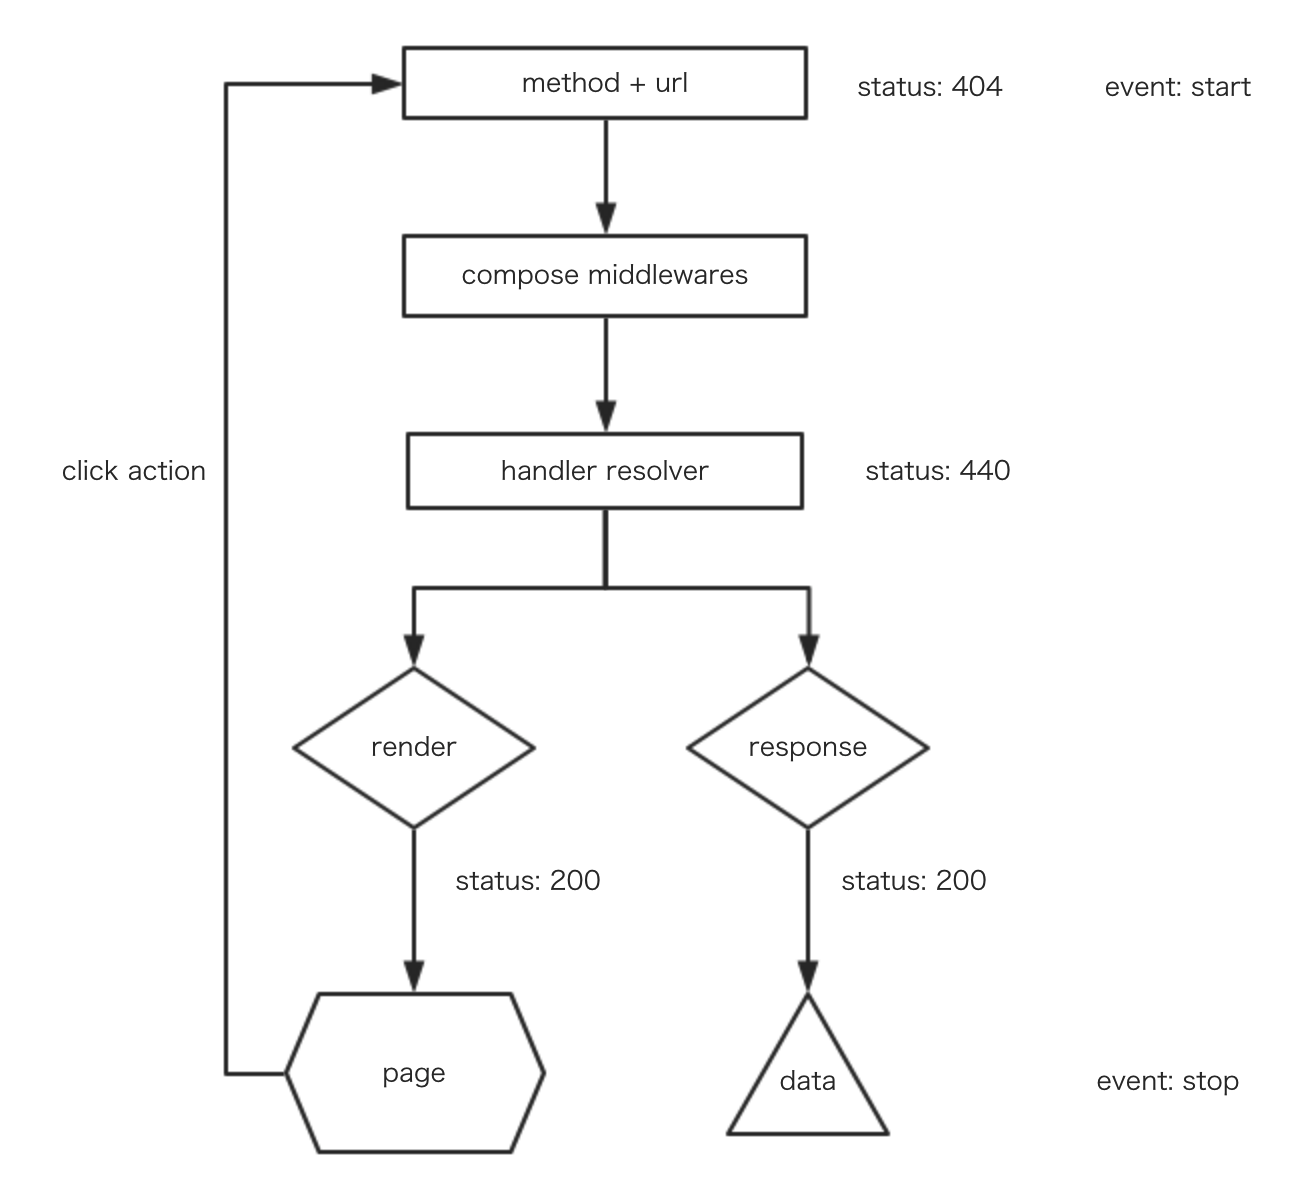 method + url
status: 404
event: start
compose middlewares
click action
handler resolver
status: 440
render
response
status: 200
status: 200
page
data
event: stop